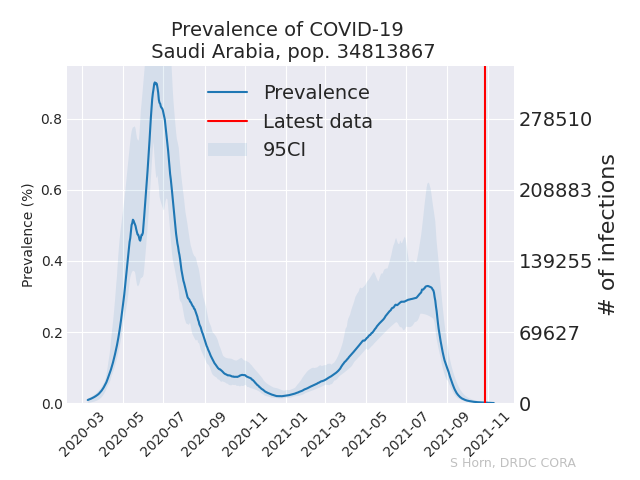 Prevalence of COVID-19
Saudi Arabia, pop. 34813867
Prevalence
Latest data
95CI
Prevalence (%)
0.8
0.6
0.4
0.2
0.0
278510
208883
139255
69627
0
# of infections
2020-03
2020-05
2020-07
2020-09
2020-11
2021-01
2021-03
2021-05
2021-07
2021-09
2021-11
S Horn, DRDC CORA